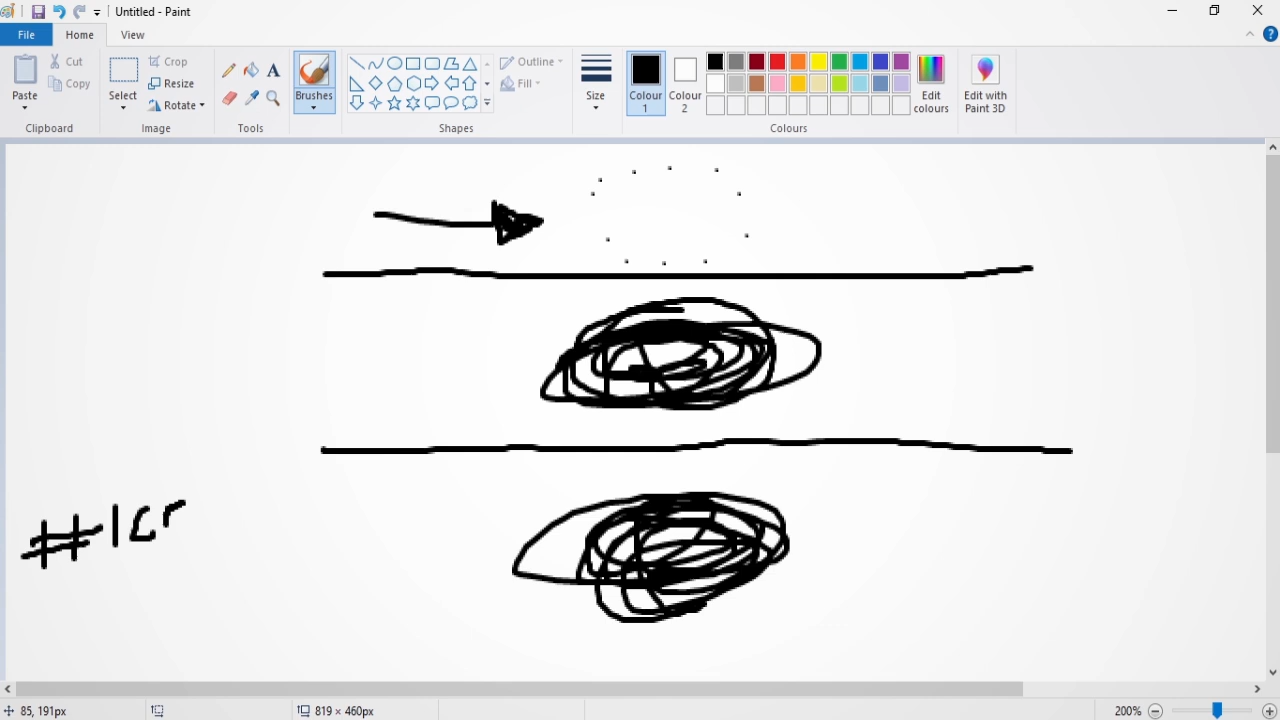 Untitled - Paint
File
Home
View
Paste
Cut
Copy
Clipboard
Select
Crop
Resize
Rotate
Image
A
Tools
Brushes
Outline
Fill
Shapes
Size
Colour 1
Colour 2
Edit colours
Colours
Edit with Paint 3D
#1Cr
85, 191px
819 × 460px
200%